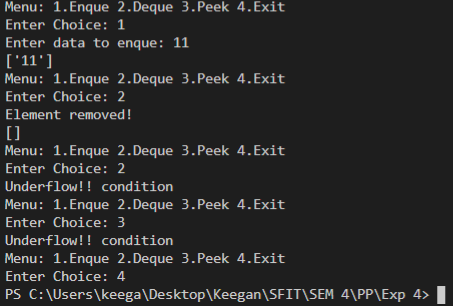 Menu: 1.Enque 2.Deque 3.Peek 4.Exit
Enter Choice: 1
Enter data to enque: 11
['11']
Menu: 1.Enque 2.Deque 3.Peek 4.Exit
Enter Choice: 2
Element removed!
[]
Menu: 1.Enque 2.Deque 3.Peek 4.Exit
Enter Choice: 2
Underflow!! condition
Menu: 1.Enque 2.Deque 3.Peek 4.Exit
Enter Choice: 3
Underflow!! condition
Menu: 1.Enque 2.Deque 3.Peek 4.Exit
Enter Choice: 4
PS C:\Users\keega\Desktop\Keegan\SFIT\SEM 4\PP\Exp 4>